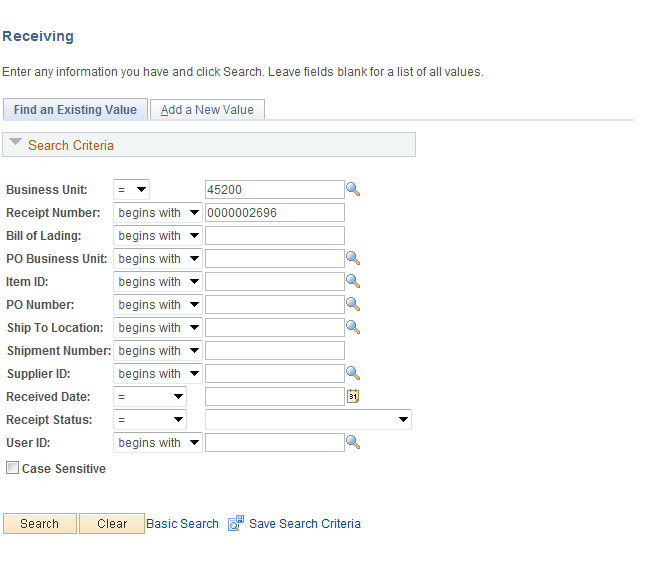 Receiving
Enter any information you have and click Search. Leave fields blank for a list of all values.
Find an Existing Value Add a New Value
Search Criteria
Business Unit: = 45200
Receipt Number: begins with 0000002696
Bill of Lading: begins with
PO Business Unit: begins with
Item ID: begins with
PO Number: begins with
Ship To Location: begins with
Shipment Number: begins with
Supplier ID: begins with
Received Date: = 31
Receipt Status: =
User ID: begins with
Case Sensitive
Search Clear Basic Search Save Search Criteria